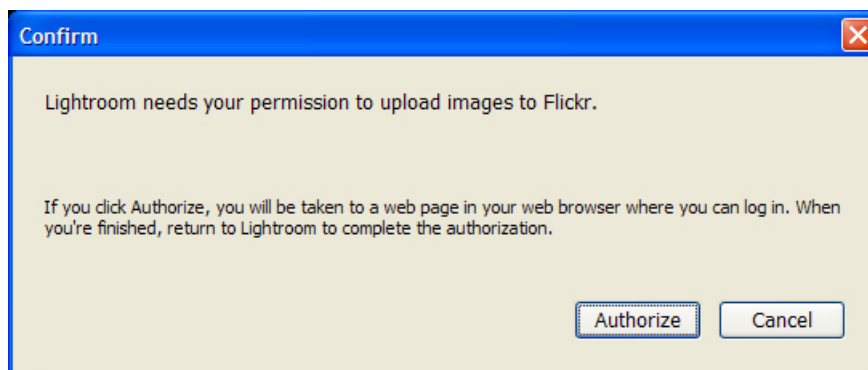 Confirm
Lightroom needs your permission to upload images to Flickr.
If you click Authorize, you will be taken to a web page in your web browser where you can log in. When
you're finished, return to Lightroom to complete the authorization.
Authorize Cancel